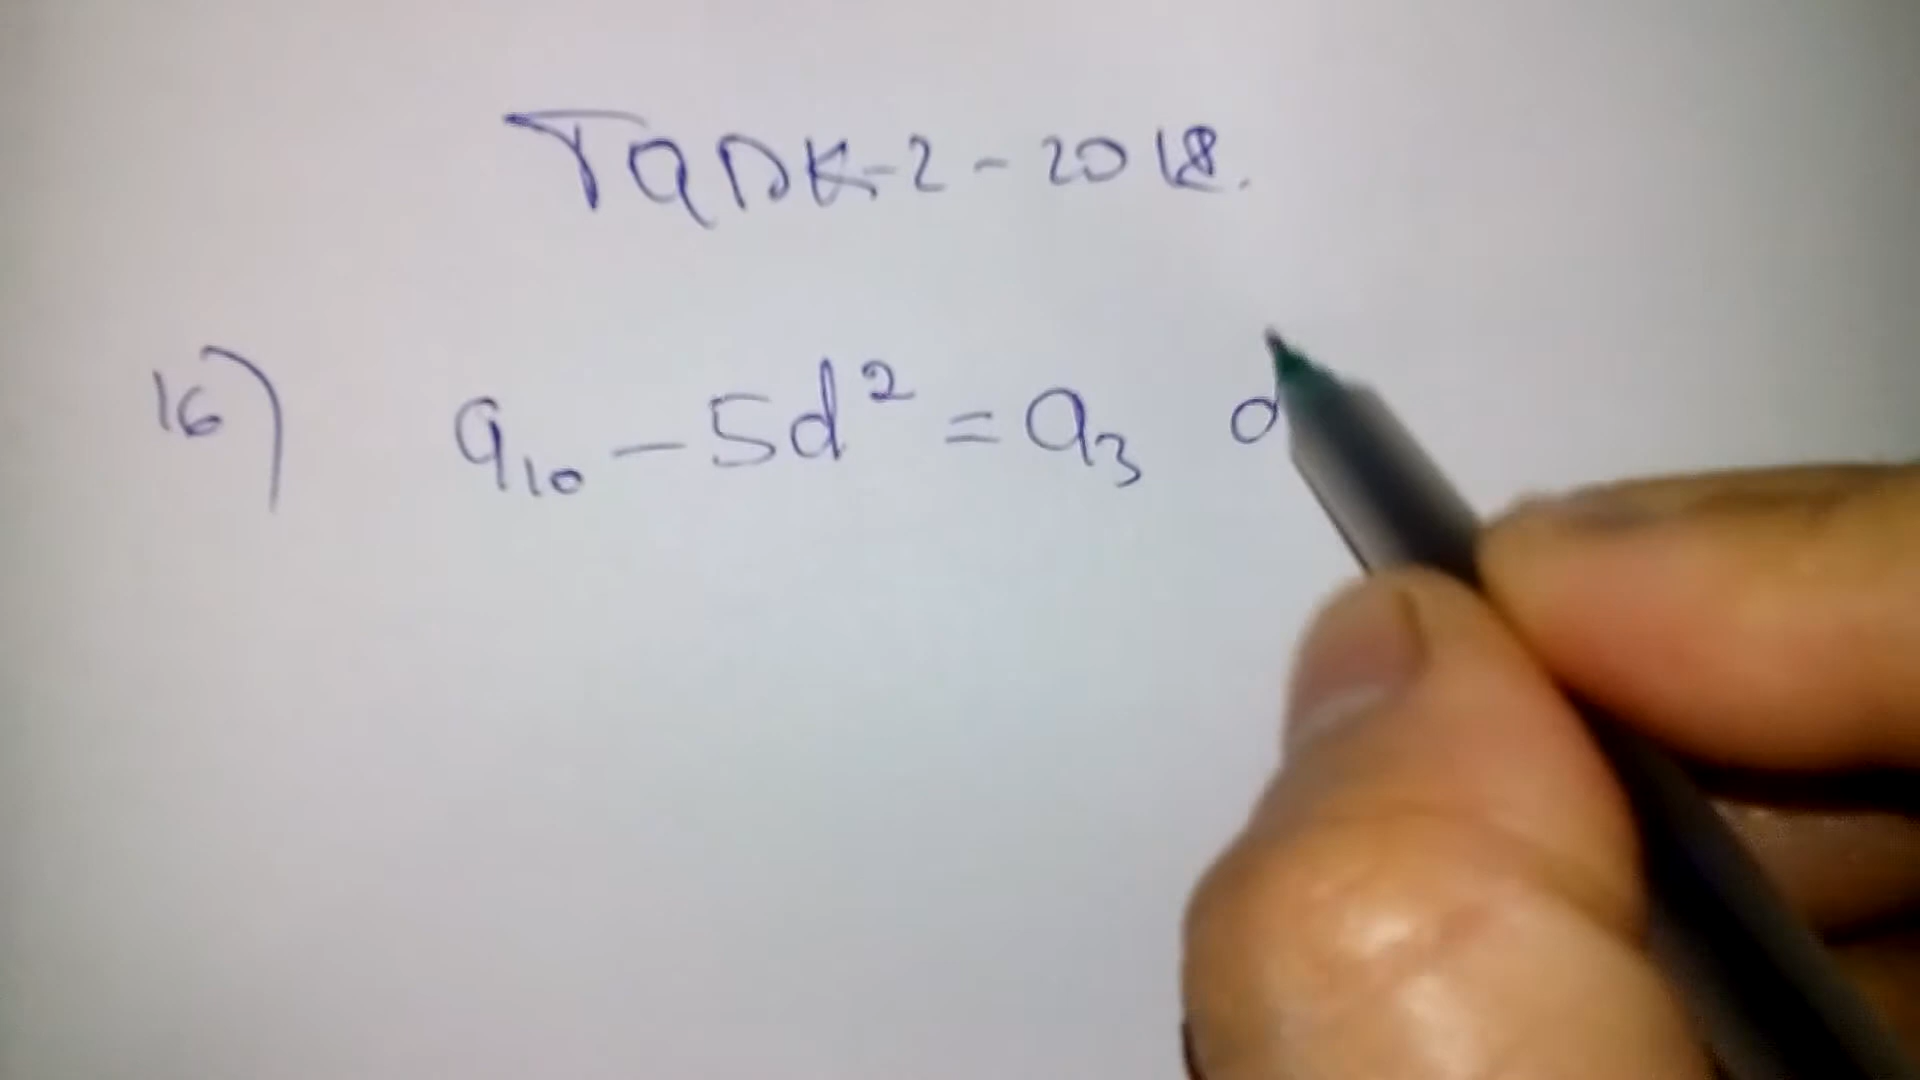 TQDK-2-2018.
16) a₁₀ - 5d² = a₃ d